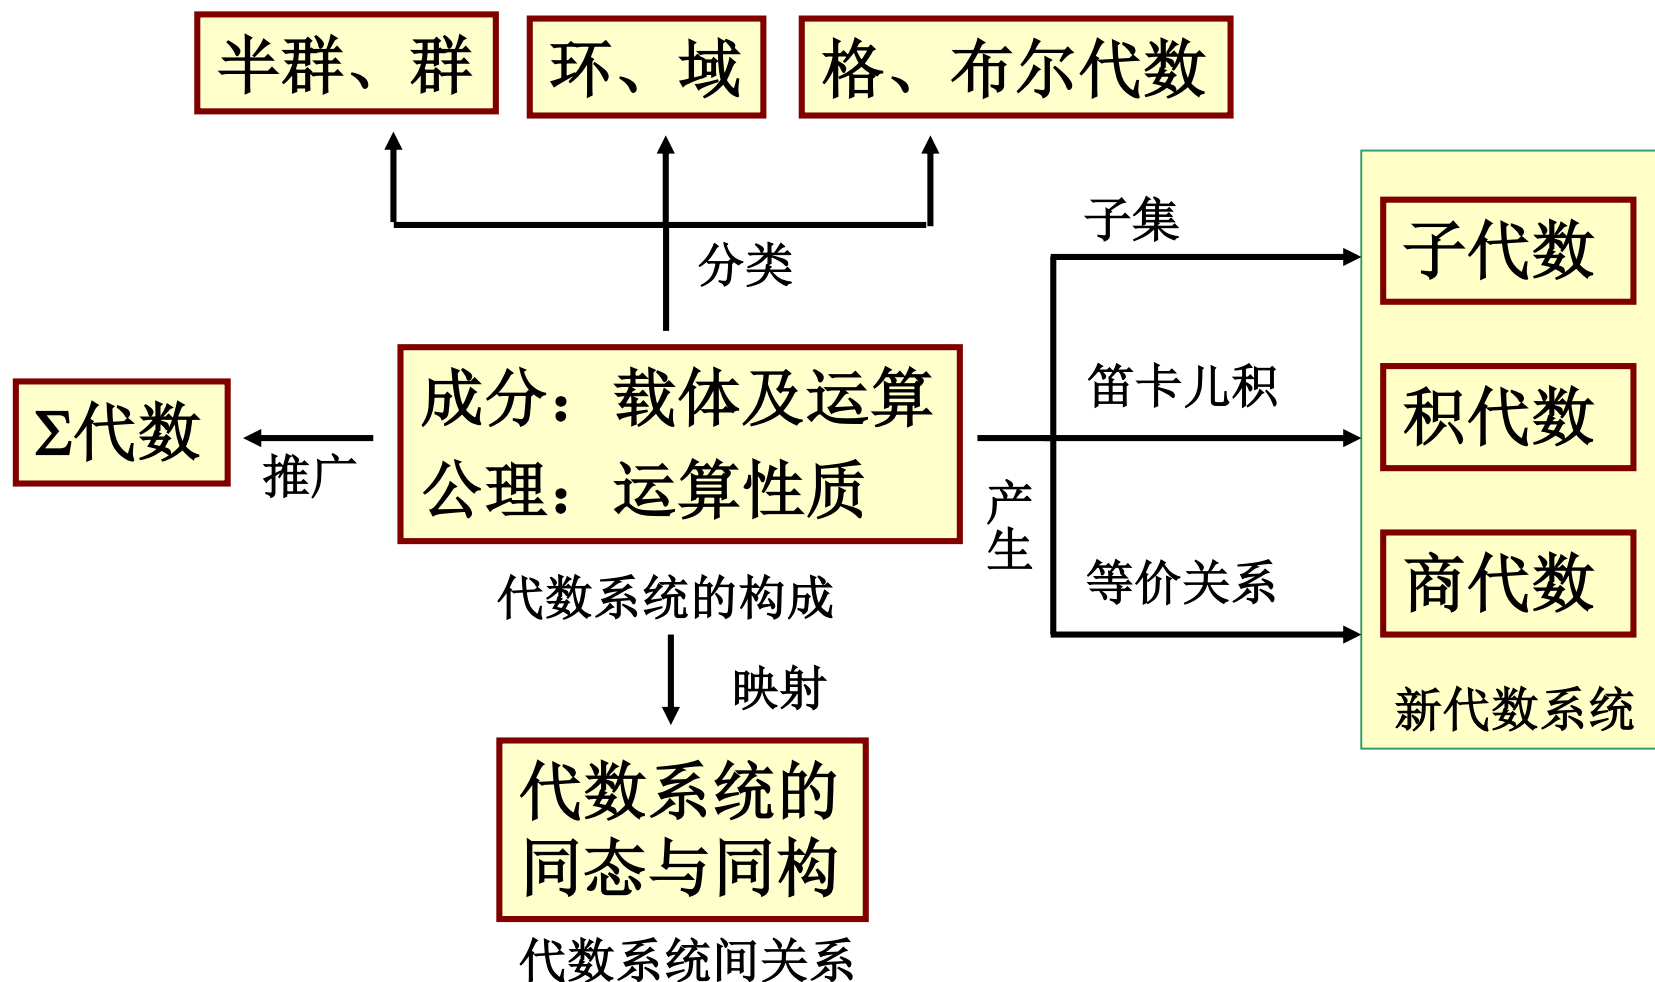 半群、群
环、域
格、布尔代数
分类
子集
子代数
Σ代数
推广
成分：载体及运算
公理：运算性质
代数系统的构成
产
生
笛卡儿积
积代数
等价关系
商代数
新代数系统
映射
代数系统的
同态与同构
代数系统间关系